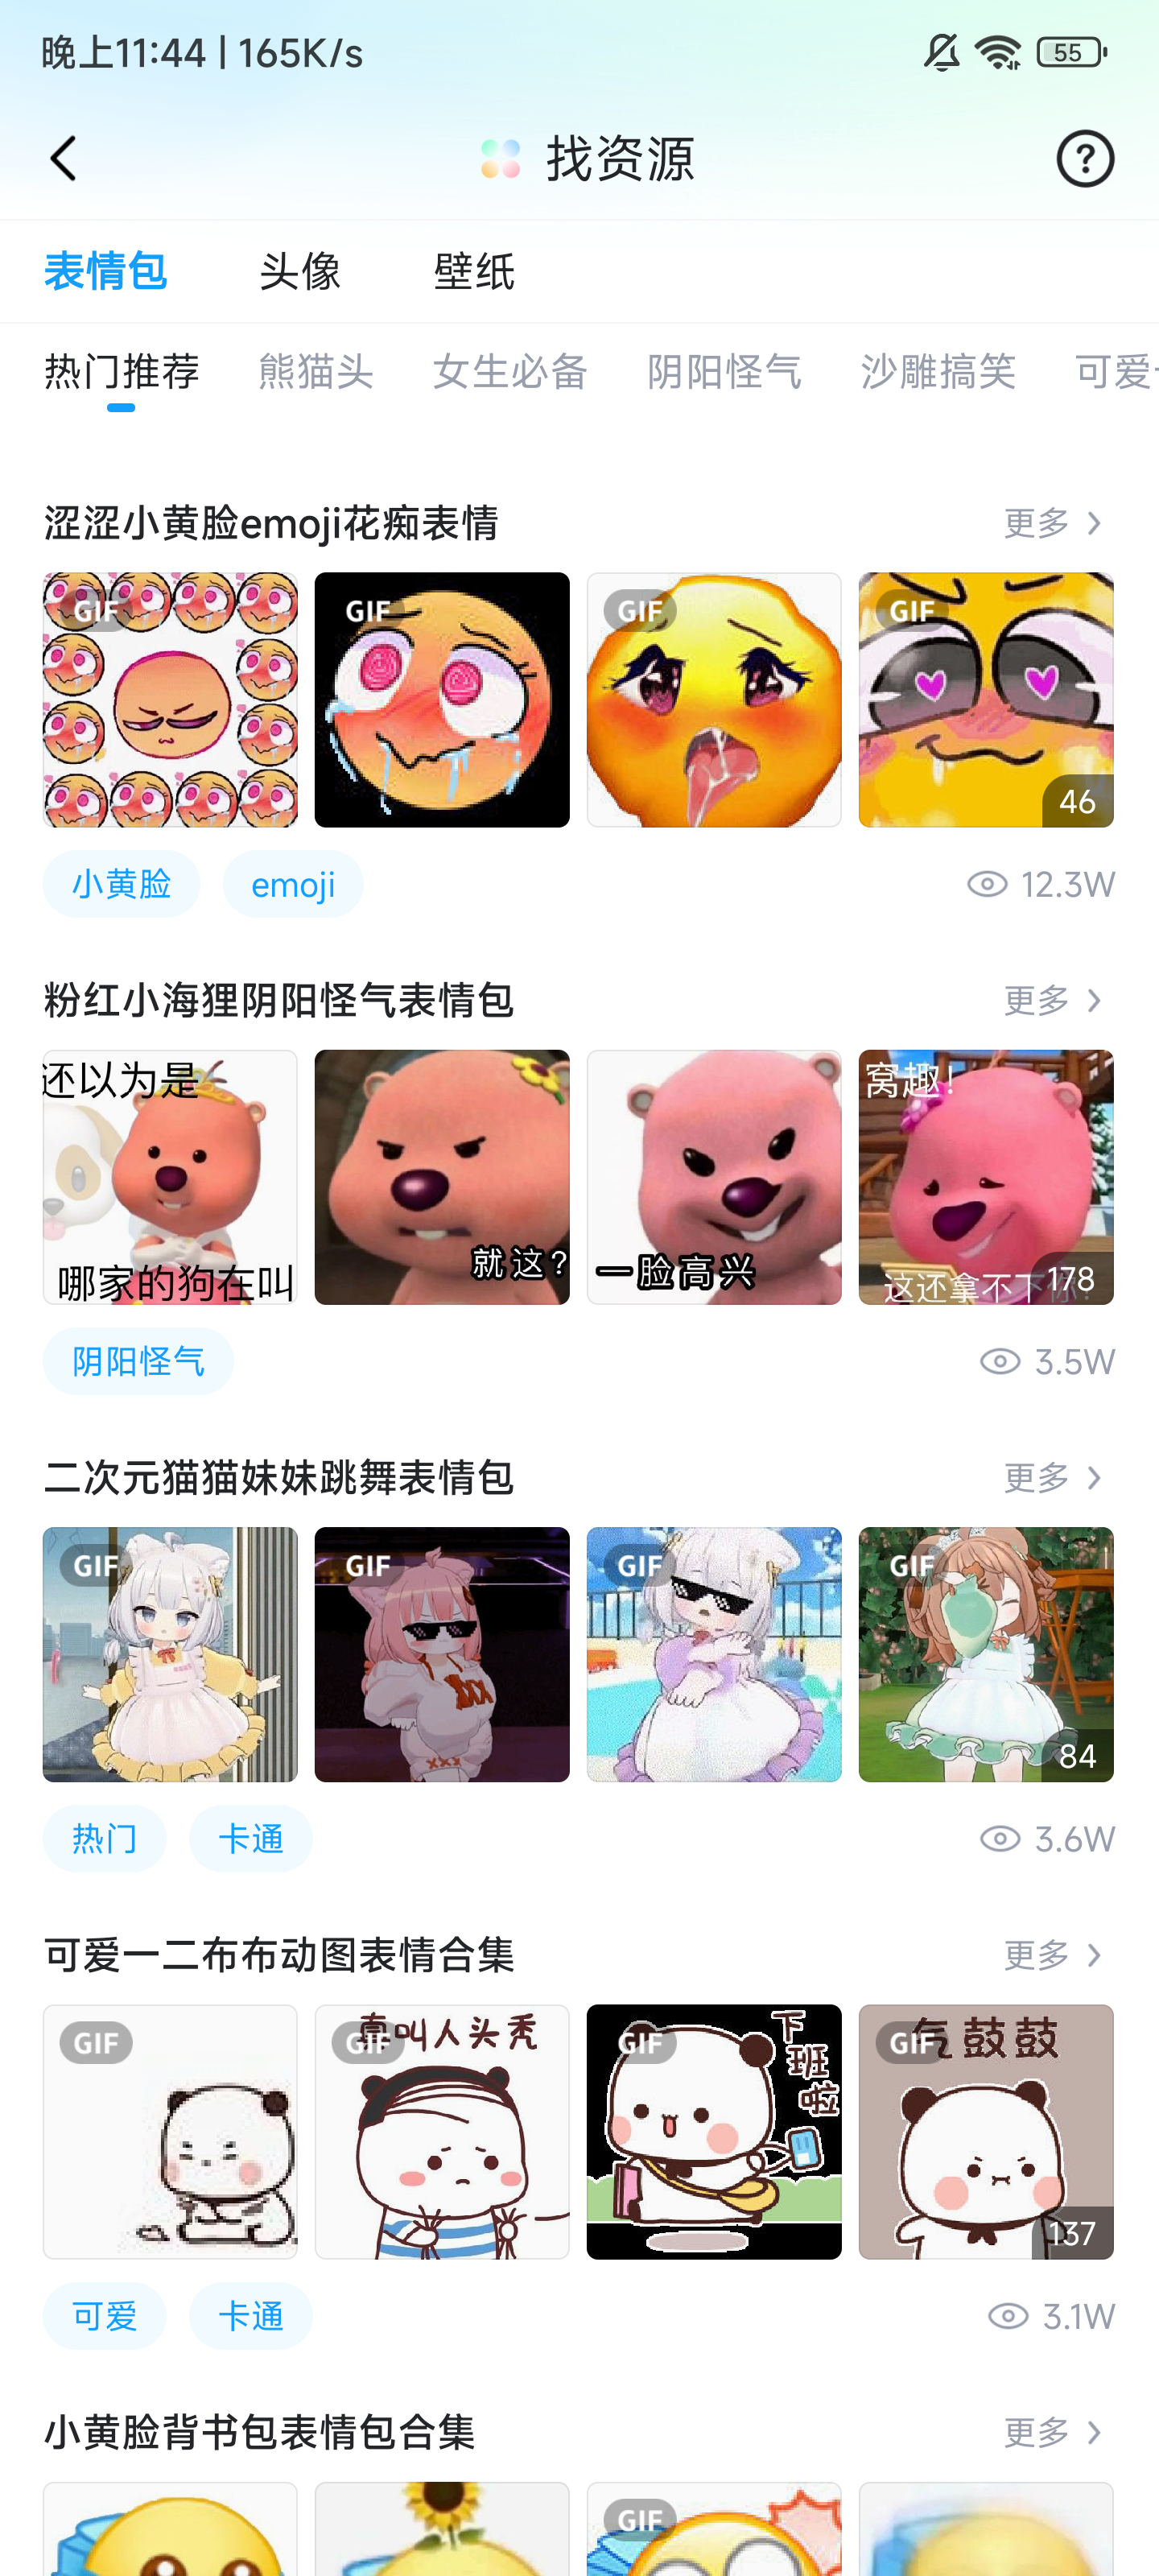 晚上11:44 | 165K/s
55
找资源
表情包 头像 壁纸
热门推荐 熊猫头 女生必备 阴阳怪气 沙雕搞笑 可爱
涩涩小黄脸emoji花痴表情 更多
GIF GIF GIF GIF
46
小黄脸 emoji 12.3W
粉红小海狸阴阳怪气表情包 更多
还以为是 窝趣!
哪家的狗在叫 就这? 一脸高兴 这还拿不下你? 178
阴阳怪气 3.5W
二次元猫猫妹妹跳舞表情包 更多
GIF GIF GIF GIF
84
热门 卡通 3.6W
可爱一二布布动图表情合集 更多
GIF GIF GIF GIF
真叫人头秃 下班啦 气鼓鼓
137
可爱 卡通 3.1W
小黄脸背书包表情包合集 更多
GIF